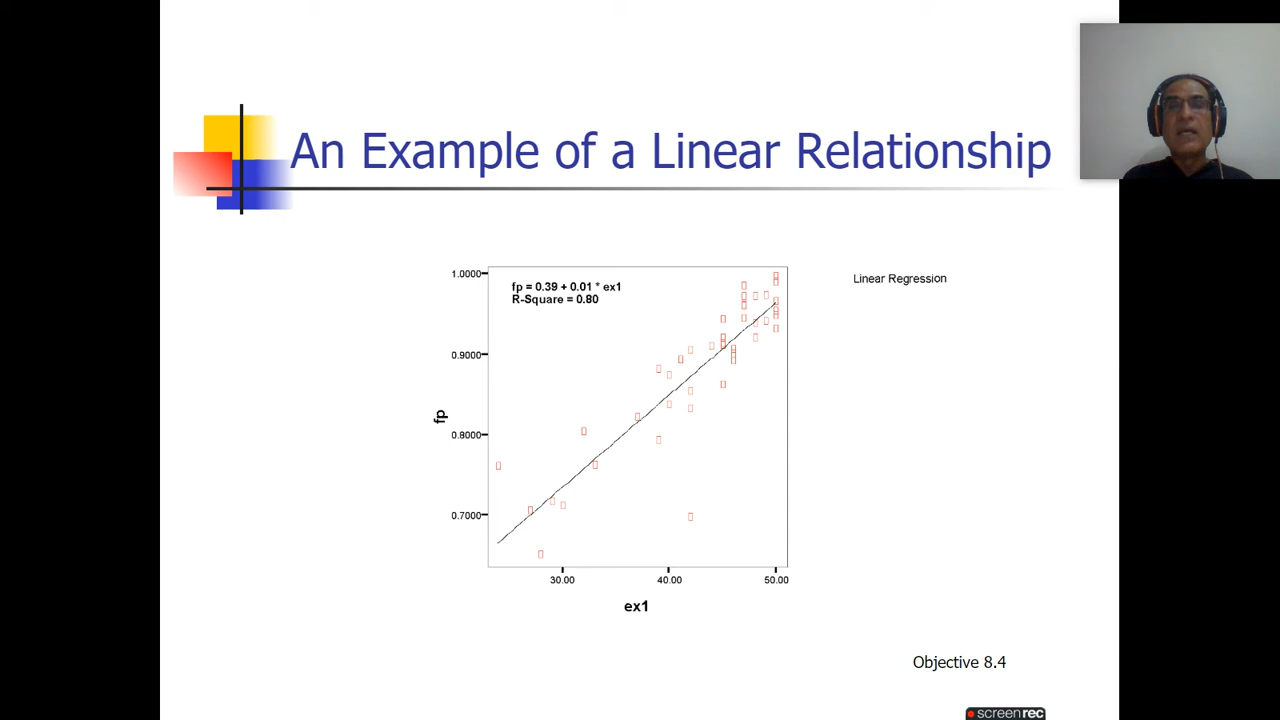 An Example of a Linear Relationship
fp = 0.39 + 0.01 * ex1
R-Square = 0.80
Linear Regression
1.0000
0.9000
0.8000
0.7000
fp
30.00 40.00 50.00
ex1
Objective 8.4
screenrec